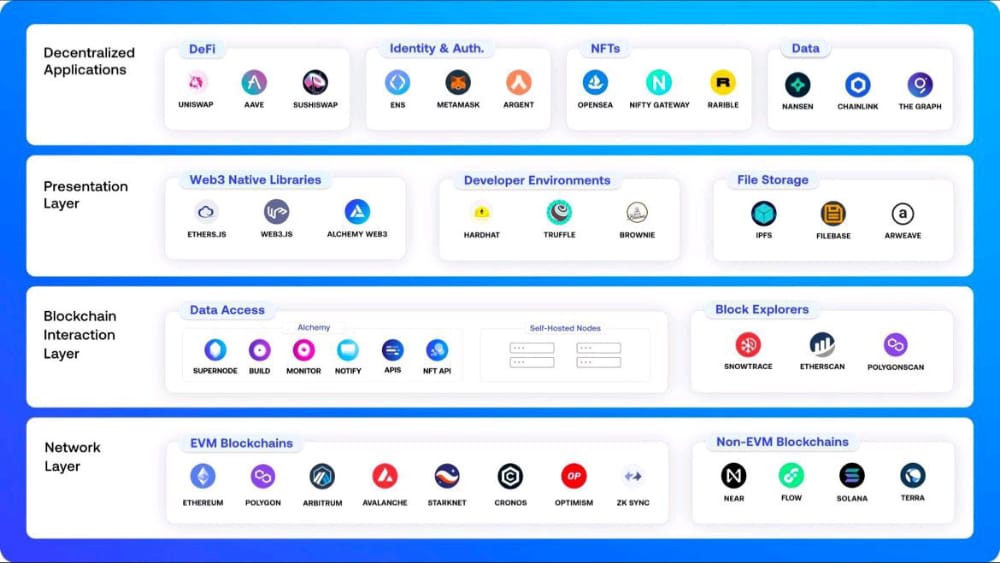 Decentralized
Applications
DeFi
UNISWAP
AAVE
SUSHISWAP
Identity & Auth.
ENS
METAMASK
ARGENT
NFTs
OPENSEA
NIFTY GATEWAY
RARIBLE
Data
NANSEN
CHAINLINK
THE GRAPH
Presentation
Layer
Web3 Native Libraries
ETHERS.JS
WEB3.JS
ALCHEMY WEB3
Developer Environments
HARDHAT
TRUFFLE
BROWNIE
File Storage
IPFS
FILEBASE
a
ARWEAVE
Blockchain
Interaction
Layer
Data Access
Alchemy
SUPERNODE
BUILD
MONITOR
NOTIFY
APIS
NFT API
Self-Hosted Nodes
Block Explorers
SNOWTRACE
ETHERSCAN
POLYGONSCAN
Network
Layer
EVM Blockchains
ETHEREUM
POLYGON
ARBITRUM
AVALANCHE
STARKNET
CRONOS
OP
OPTIMISM
ZK SYNC
Non-EVM Blockchains
NEAR
FLOW
SOLANA
TERRA